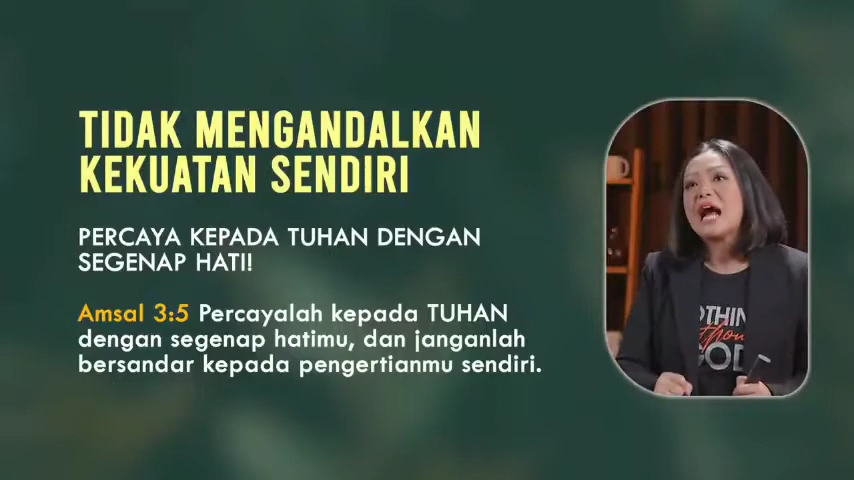 TIDAK MENGANDALKAN
KEKUATAN SENDIRI
PERCAYA KEPADA TUHAN DENGAN
SEGENAP HATI!
Amsal 3:5 Percayalah kepada TUHAN
dengan segenap hatimu, dan janganlah
bersandar kepada pengertianmu sendiri.
GOD